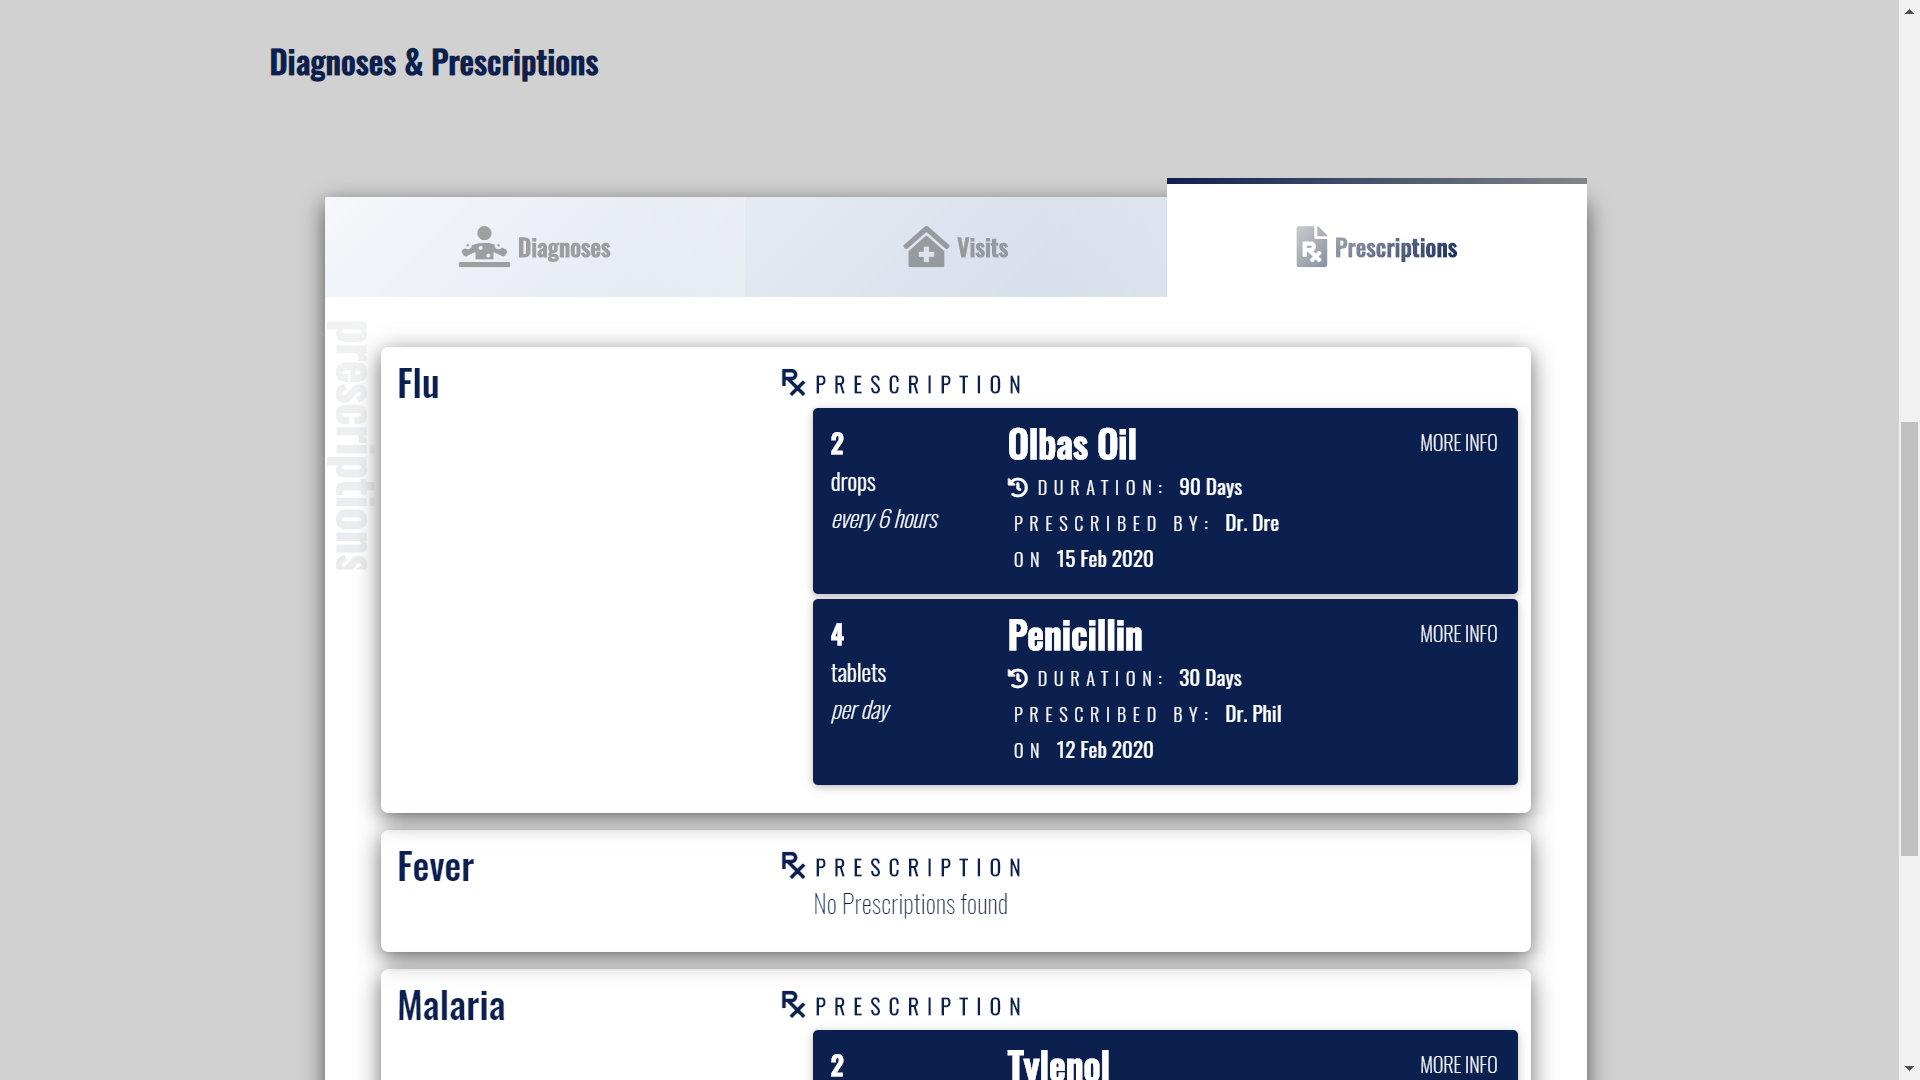 Diagnoses & Prescriptions
Diagnoses
Visits
Prescriptions
prescriptions
Flu
PRESCRIPTION
2
drops
every 6 hours
Olbas Oil
DURATION: 90 Days
PRESCRIBED BY: Dr. Dre
ON 15 Feb 2020
MORE INFO
4
tablets
per day
Penicillin
DURATION: 30 Days
PRESCRIBED BY: Dr. Phil
ON 12 Feb 2020
MORE INFO
Fever
PRESCRIPTION
No Prescriptions found
Malaria
PRESCRIPTION
2
Tylenol
MORE INFO